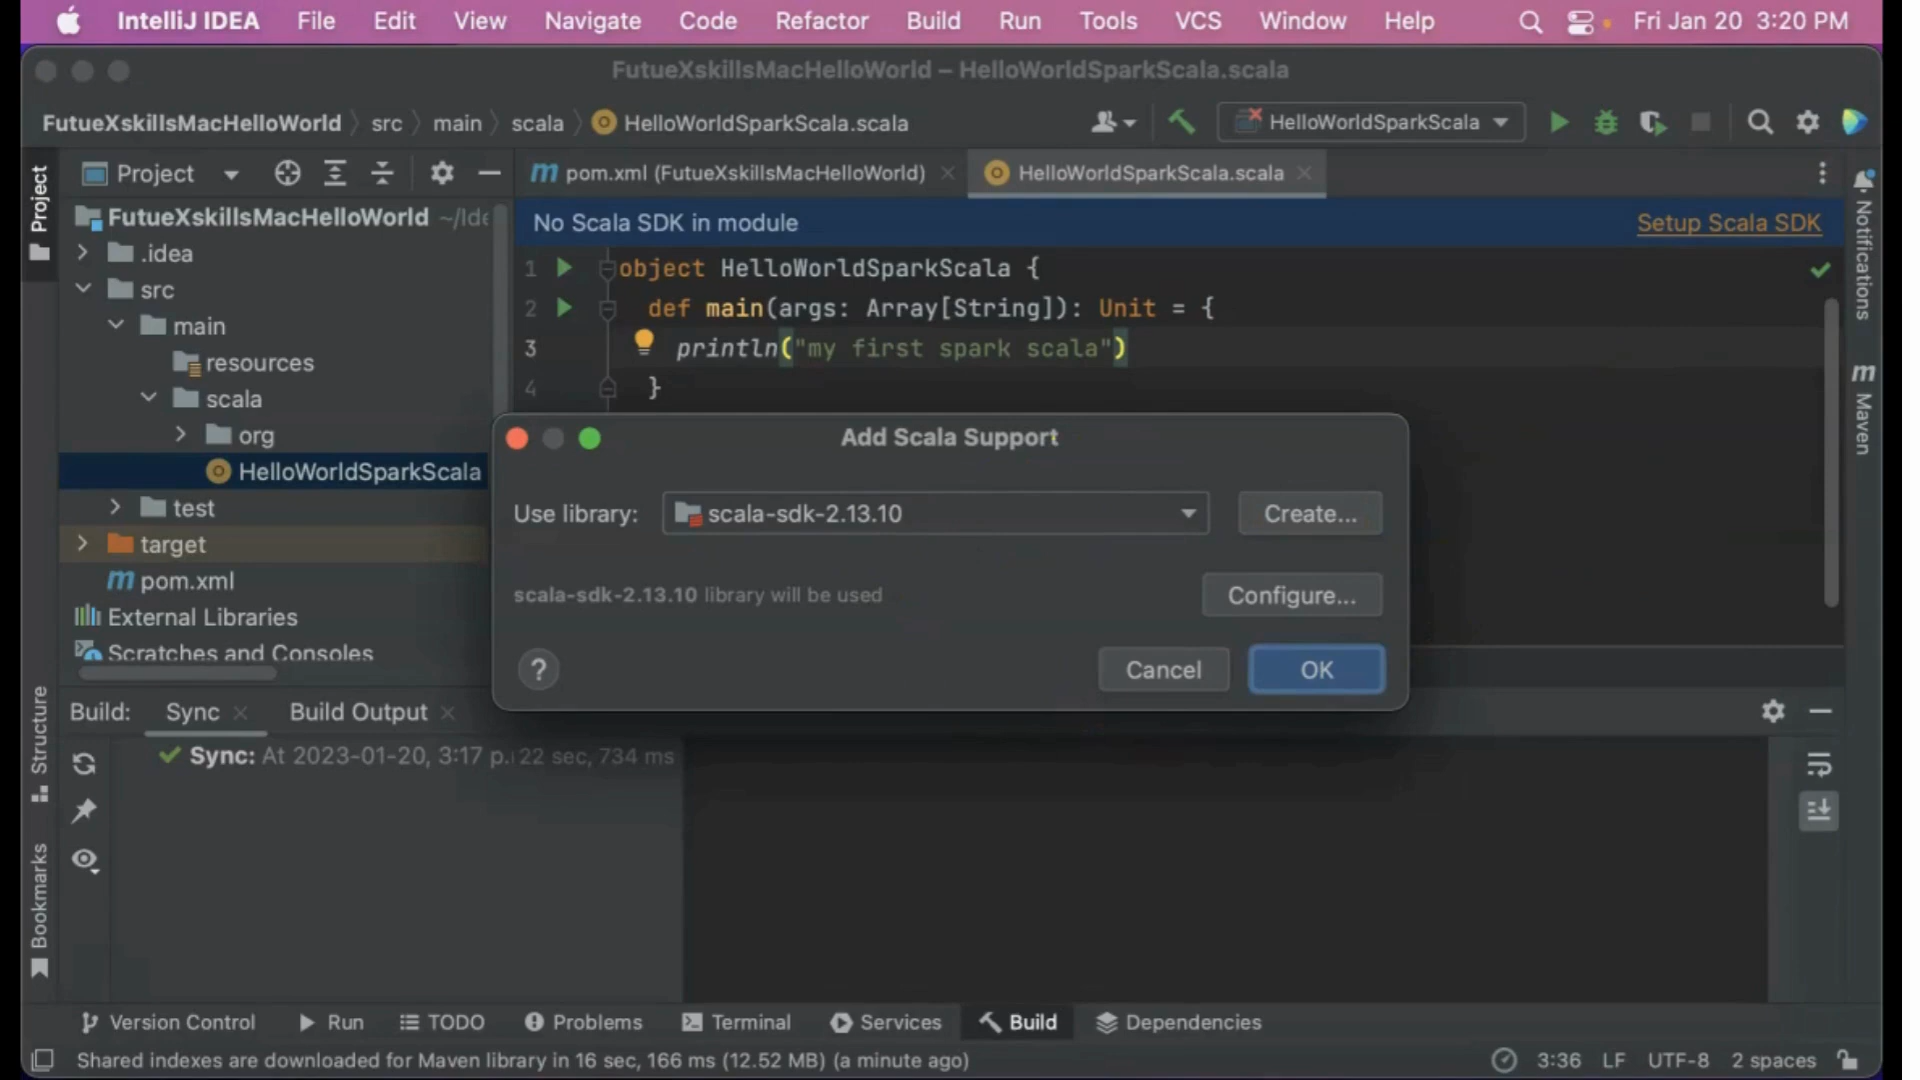 IntelliJ IDEA File Edit View Navigate Code Refactor Build Run Tools VCS Window Help Fri Jan 20 3:20 PM
FutueXskillsMacHelloWorld – HelloWorldSparkScala.scala
FutueXskillsMacHelloWorld src main scala HelloWorldSparkScala.scala HelloWorldSparkScala
Project
Project
pom.xml (FutueXskillsMacHelloWorld)
HelloWorldSparkScala.scala
Notifications
Maven
FutueXskillsMacHelloWorld ~/Ide
.idea
src
main
resources
scala
org
HelloWorldSparkScala
test
target
pom.xml
External Libraries
Scratches and Consoles
No Scala SDK in module Setup Scala SDK
1 object HelloWorldSparkScala {
2 def main(args: Array[String]): Unit = {
3 println("my first spark scala")
4 }
Add Scala Support
Use library: scala-sdk-2.13.10 Create...
scala-sdk-2.13.10 library will be used Configure...
? Cancel OK
Structure
Bookmarks
Build: Sync Build Output
Sync: At 2023-01-20, 3:17 p. 22 sec, 734 ms
Version Control Run TODO Problems Terminal Services Build Dependencies
Shared indexes are downloaded for Maven library in 16 sec, 166 ms (12.52 MB) (a minute ago) 3:36 LF UTF-8 2 spaces